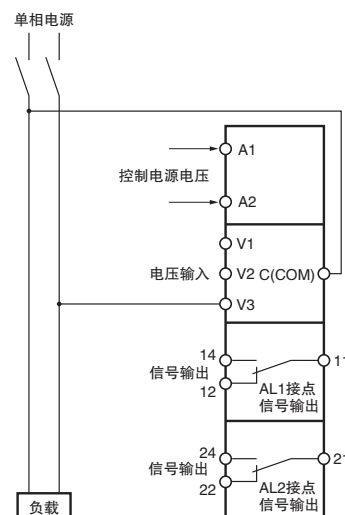 单相电源
A1
控制电源电压
A2
V1
电压输入 V2 C(COM)
V3
14
信号输出
12
11
AL1接点
信号输出
24
信号输出
22
21
AL2接点
信号输出
负载